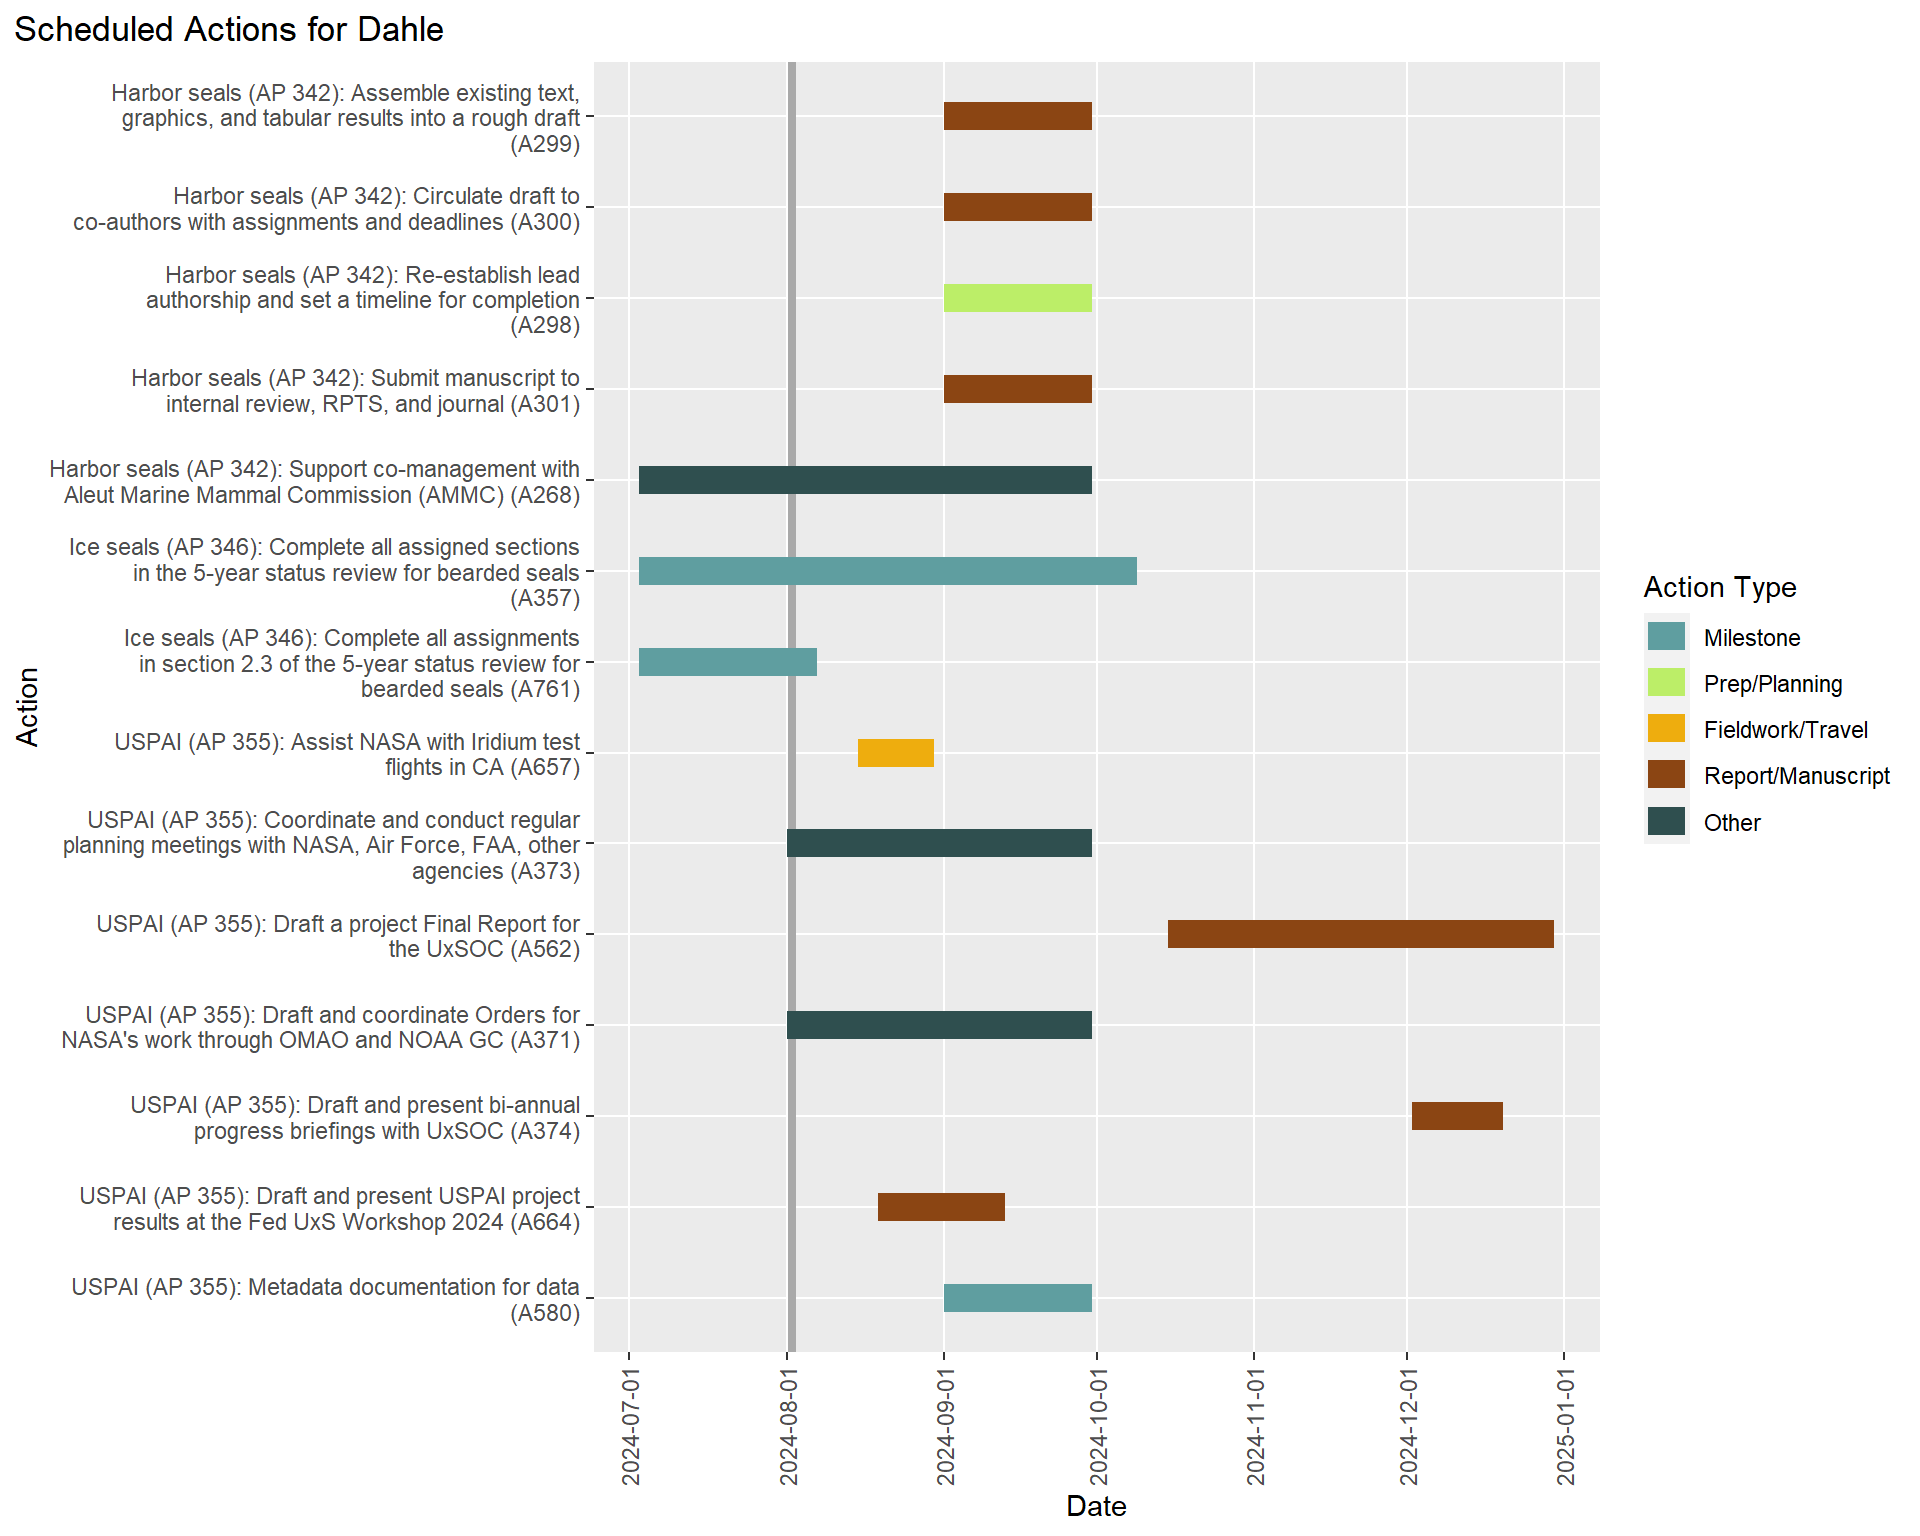 Scheduled Actions for Dahle
Harbor seals (AP 342): Assemble existing text,
graphics, and tabular results into a rough draft
(A299)
Harbor seals (AP 342): Circulate draft to
co-authors with assignments and deadlines (A300)
Harbor seals (AP 342): Re-establish lead
authorship and set a timeline for completion
(A298)
Harbor seals (AP 342): Submit manuscript to
internal review, RPTS, and journal (A301)
Harbor seals (AP 342): Support co-management with
Aleut Marine Mammal Commission (AMMC) (A268)
Ice seals (AP 346): Complete all assigned sections
in the 5-year status review for bearded seals
(A357)
Ice seals (AP 346): Complete all assignments
in section 2.3 of the 5-year status review for
bearded seals (A761)
USPAI (AP 355): Assist NASA with Iridium test
flights in CA (A657)
USPAI (AP 355): Coordinate and conduct regular
planning meetings with NASA, Air Force, FAA, other
agencies (A373)
USPAI (AP 355): Draft a project Final Report for
the UxSOC (A562)
USPAI (AP 355): Draft and coordinate Orders for
NASA's work through OMAO and NOAA GC (A371)
USPAI (AP 355): Draft and present bi-annual
progress briefings with UxSOC (A374)
USPAI (AP 355): Draft and present USPAI project
results at the Fed UxS Workshop 2024 (A664)
USPAI (AP 355): Metadata documentation for data
(A580)
Action
2024-07-01
2024-08-01
2024-09-01
2024-10-01
2024-11-01
2024-12-01
2025-01-01
Date
Action Type
Milestone
Prep/Planning
Fieldwork/Travel
Report/Manuscript
Other